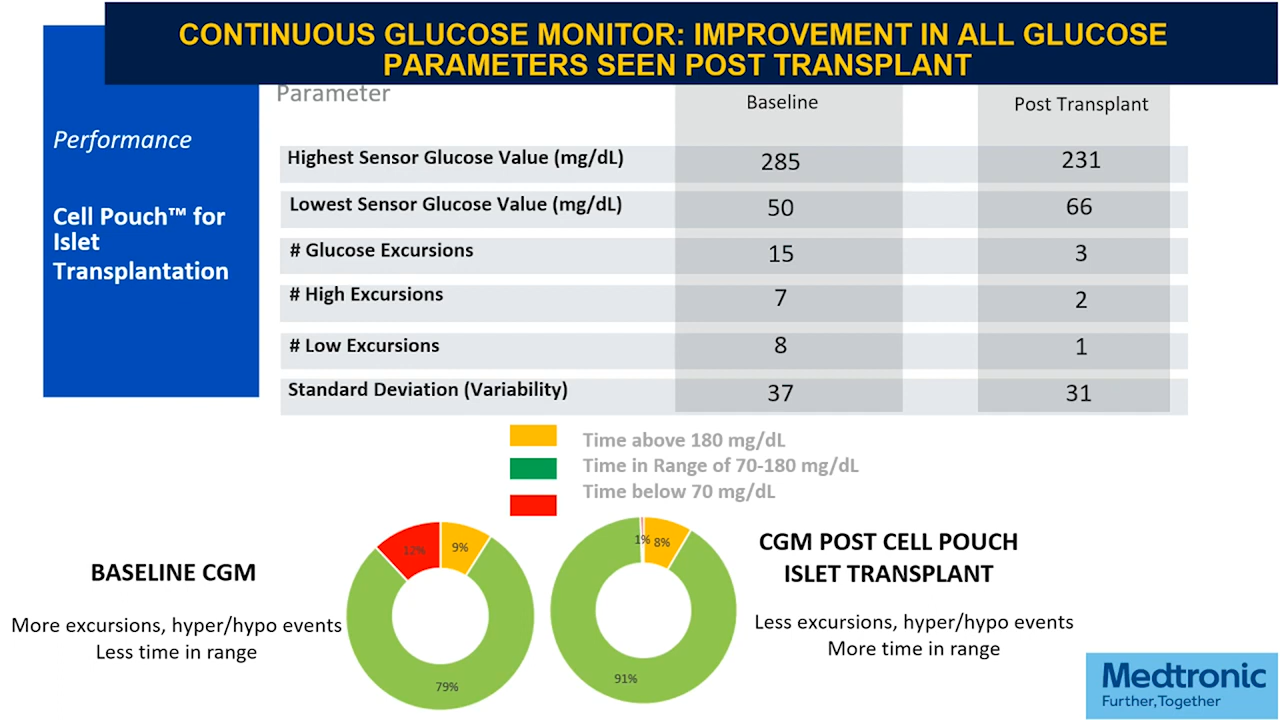 CONTINUOUS GLUCOSE MONITOR: IMPROVEMENT IN ALL GLUCOSE
PARAMETERS SEEN POST TRANSPLANT
Performance
Cell Pouch™ for
Islet
Transplantation
Parameter
Baseline
Post Transplant
Highest Sensor Glucose Value (mg/dL)
285
231
Lowest Sensor Glucose Value (mg/dL)
50
66
# Glucose Excursions
15
3
# High Excursions
7
2
# Low Excursions
8
1
Standard Deviation (Variability)
37
31
Time above 180 mg/dL
Time in Range of 70-180 mg/dL
Time below 70 mg/dL
BASELINE CGM
More excursions, hyper/hypo events
Less time in range
12%
9%
79%
1%
8%
91%
CGM POST CELL POUCH
ISLET TRANSPLANT
Less excursions, hyper/hypo events
More time in range
Medtronic
Further, Together